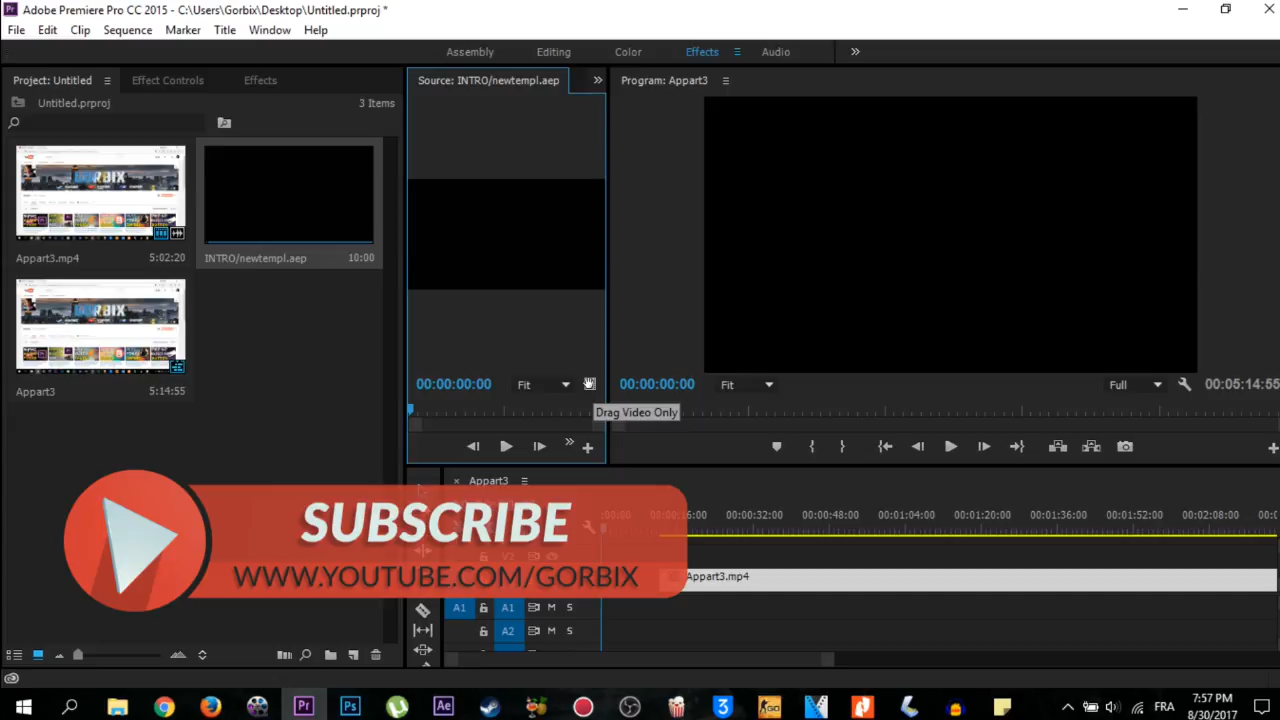 Adobe Premiere Pro CC 2015 - C:\Users\Gorbix\Desktop\Untitled.prproj *
File Edit Clip Sequence Marker Title Window Help
Assembly Editing Color Effects Audio
Project: Untitled Effect Controls Effects
Source: INTRO/newtempl.aep
Program: Appart3
Untitled.prproj 3 Items
Appart3.mp4 5:02:20
INTRO/newtempl.aep 10:00
Appart3 5:14:55
00:00:00:00 Fit
00:00:00:00 Fit Full 00:05:14:55
Drag Video Only
Appart3
:00:00 00:00:16:00 00:00:32:00 00:00:48:00 00:01:04:00 00:01:20:00 00:01:36:00 00:01:52:00 00:02:08:00
V2
SUBSCRIBE
WWW.YOUTUBE.COM/GORBIX
Appart3.mp4
A1 A1 M S
A2 M S
FRA
7:57 PM
8/30/2017